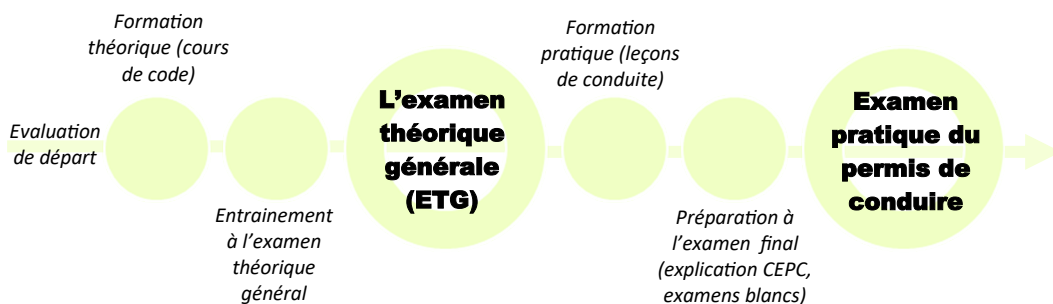 Evaluation
de départ
Formation
théorique (cours
de code)
Entrainement
à l’examen
théorique
général
L’examen
théorique
générale
(ETG)
Formation
pratique (leçons
de conduite)
Préparation à
l’examen  final
(explication CEPC,
examens blancs)
Examen
pratique du
permis de
conduire